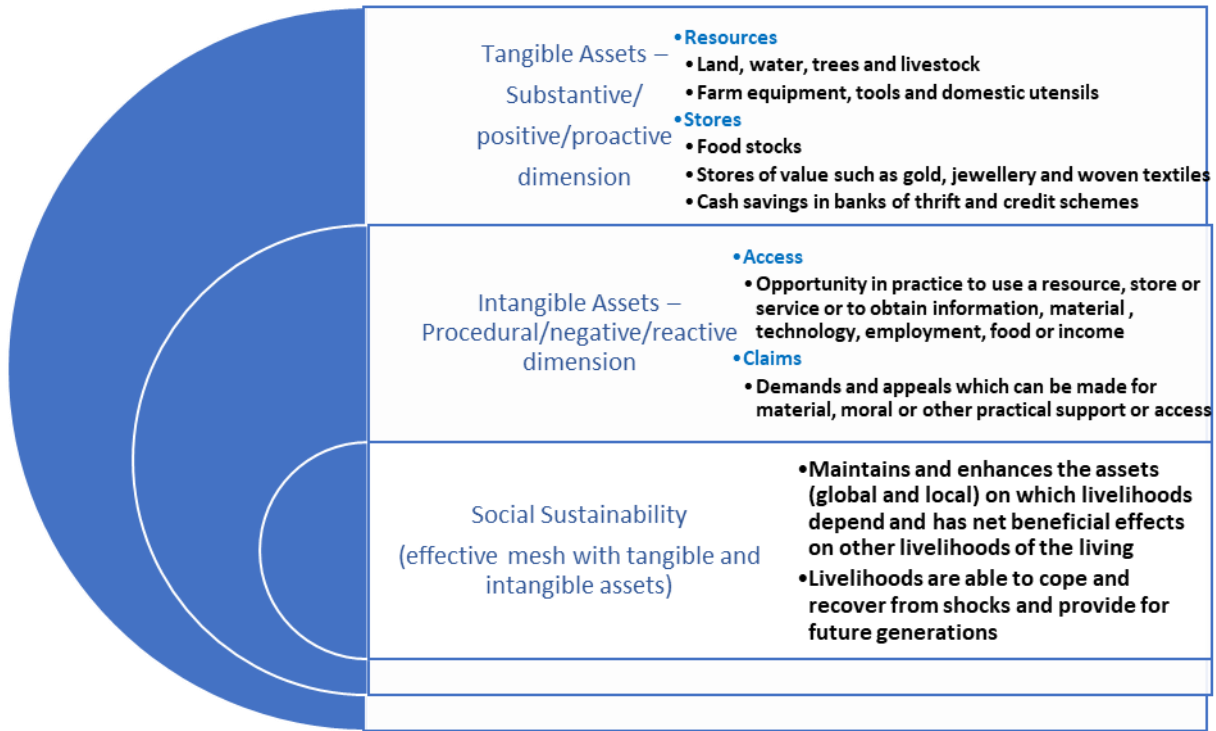 Tangible Assets –
Substantive/
positive/proactive
dimension
•Resources
•Land, water, trees and livestock
•Farm equipment, tools and domestic utensils
•Stores
•Food stocks
•Stores of value such as gold, jewellery and woven textiles
•Cash savings in banks of thrift and credit schemes
Intangible Assets –
Procedural/negative/reactive
dimension
•Access
•Opportunity in practice to use a resource, store or
service or to obtain information, material ,
technology, employment, food or income
•Claims
•Demands and appeals which can be made for
material, moral or other practical support or access
Social Sustainability
(effective mesh with tangible and
intangible assets)
•Maintains and enhances the assets
(global and local) on which livelihoods
depend and has net beneficial effects
on other livelihoods of the living
•Livelihoods are able to cope and
recover from shocks and provide for
future generations